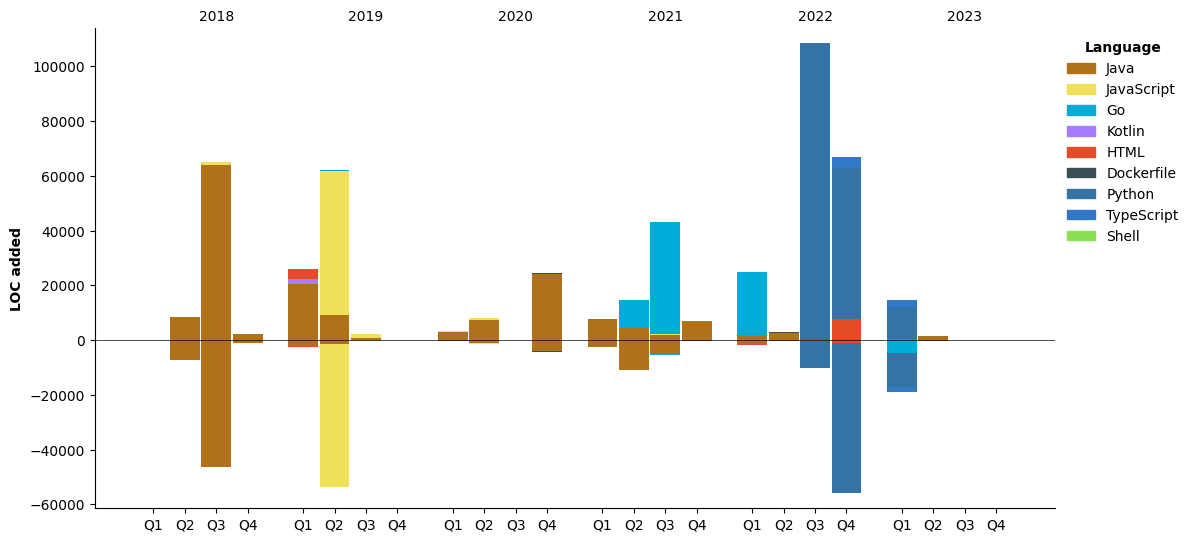 2018 2019 2020 2021 2022 2023
LOC added
100000
80000
60000
40000
20000
0
−20000
−40000
−60000
Q1 Q2 Q3 Q4 Q1 Q2 Q3 Q4 Q1 Q2 Q3 Q4 Q1 Q2 Q3 Q4 Q1 Q2 Q3 Q4 Q1 Q2 Q3 Q4
Language
Java
JavaScript
Go
Kotlin
HTML
Dockerfile
Python
TypeScript
Shell